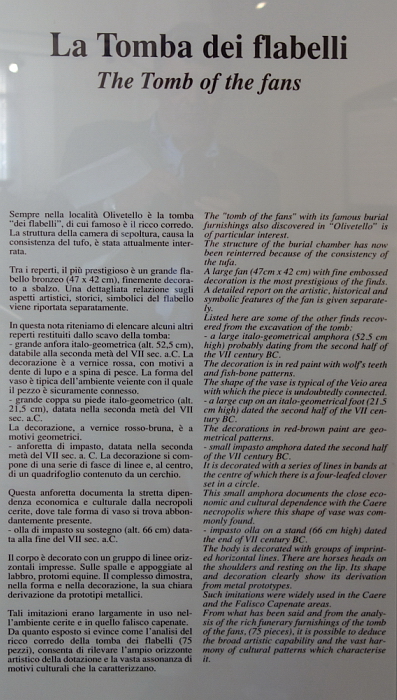 La Tomba dei flabelli
The Tomb of the fans
Sempre nella località Olivetello è la tomba
"dei flabelli", di cui famoso è il ricco corredo.
La struttura della camera di sepoltura, causa la
consistenza del tufo, è stata attualmente inter-
rata.
Tra i reperti, il più prestigioso è un grande fla-
bello bronzeo (47 x 42 cm), finemente decora-
to a sbalzo. Una dettagliata relazione sugli
aspetti artistici, storici, simbolici del flabello
viene riportata separatamente.
In questa nota riteniamo di elencare alcuni altri
reperti restituiti dallo scavo della tomba:
- grande anfora italo-geometrica (alt. 52,5 cm),
databile alla seconda metà del VII sec. a.C. La
decorazione è a vernice rossa, con motivi a
dente di lupo e a spina di pesce. La forma del
vaso è tipica dell'ambiente veiente con il quale
il pezzo è sicuramente connesso.
- grande coppa su piede italo-geometrico (alt.
21,5 cm), datata nella seconda metà del VII
sec. a.C.
La decorazione, a vernice rosso-bruna, è a
motivi geometrici.
- anforetta di impasto, datata nella seconda
metà del VII sec. a. C. La decorazione si com-
pone di una serie di fasce di linee e, al centro,
di un quadrifoglio contenuto da un cerchio.
Questa anforetta documenta la stretta dipen-
denza economica e culturale dalla necropoli
cerite, dove tale forma di vaso si trova abbon-
dantemente presente.
- olla di impasto su sostegno (alt. 66 cm) data-
ta alla fine del VII sec. a.C.
Il corpo è decorato con un gruppo di linee oriz-
zontali impresse. Sulle spalle e appoggiate al
labbro, protomi equine. Il complesso dimostra,
nella forma e nella decorazione, la sua chiara
derivazione da prototipi metallici.
Tali imitazioni erano largamente in uso nel-
l'ambiente cerite e in quello falisco capenate.
Da quanto esposto si evince come l'analisi del
ricco corredo della tomba dei flabelli (75
pezzi), consenta di rilevare l'ampio orizzonte
artistico della dotazione e la vasta assonanza di
motivi culturali che la caratterizzano.
The "tomb of the fans" with its famous burial
furnishings also discovered in "Olivetello" is
of particular interest.
The structure of the burial chamber has now
been reinterred because of the consistency of
the tufa.
A large fan (47cm x 42 cm) with fine embossed
decoration is the most prestigious of the finds.
A detailed report on the artistic, historical and
symbolic features of the fan is given separate-
ly.
Listed here are some of the other finds recov-
ered from the excavation of the tomb:
- a large italo-geometrical amphora (52.5 cm
high) probably dating from the second half of
the VII century BC.
The decoration is in red paint with wolf's teeth
and fish-bone patterns.
The shape of the vase is typical of the Veio area
with which the piece is undoubtedly connected.
- a large cup on an italo-geometrical foot (21.5
cm high) dated the second half of the VII cen-
tury BC.
The decorations in red-brown paint are geo-
metrical patterns.
- small impasto amphora dated the second half
of the VII century BC.
It is decorated with a series of lines in bands at
the centre of which there is a four-leafed clover
set in a circle.
This small amphora documents the close eco-
nomic and cultural dependence with the Caere
necropolis where this shape of vase was com-
monly found.
- impasto olla on a stand (66 cm high) dated
the end of VII century BC.
The body is decorated with groups of imprint-
ed horizontal lines. There are horses heads on
the shoulders and resting on the lip. Its shape
and decoration clearly show its derivation
from metal prototypes.
Such imitations were widely used in the Caere
and the Falisco Capenate areas.
From what has been said and from the analy-
sis of the rich funerary furnishings of the tomb
of the fans, (75 pieces), it is possible to deduce
the broad artistic capability and the vast har-
mony of cultural patterns which characterise
it.